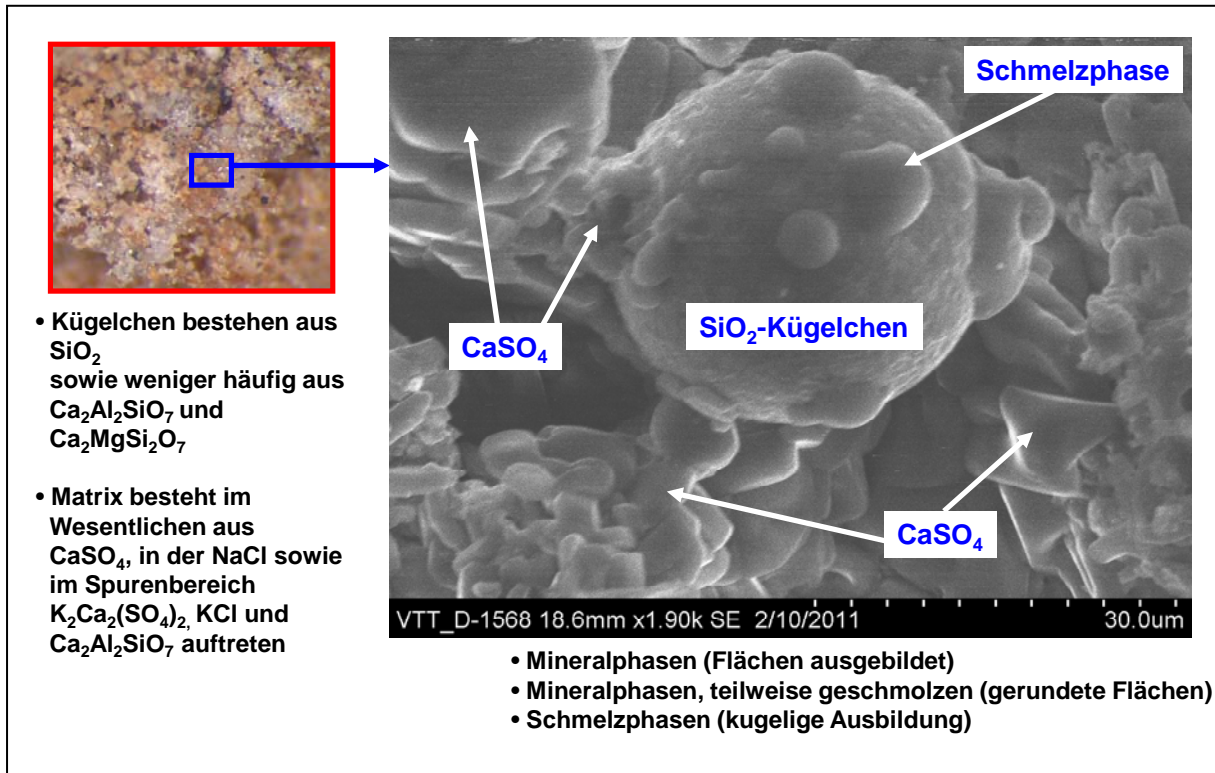 Schmelzphase
CaSO₄
SiO₂-Kügelchen
CaSO₄
VTT_D-1568 18.6mm x1.90k SE 2/10/2011 30.0um
• Kügelchen bestehen aus
SiO₂
sowie weniger häufig aus
Ca₂Al₂SiO₇ und
Ca₂MgSi₂O₇
• Matrix besteht im
Wesentlichen aus
CaSO₄, in der NaCl sowie
im Spurenbereich
K₂Ca₂(SO₄)₂, KCl und
Ca₂Al₂SiO₇ auftreten
• Mineralphasen (Flächen ausgebildet)
• Mineralphasen, teilweise geschmolzen (gerundete Flächen)
• Schmelzphasen (kugelige Ausbildung)